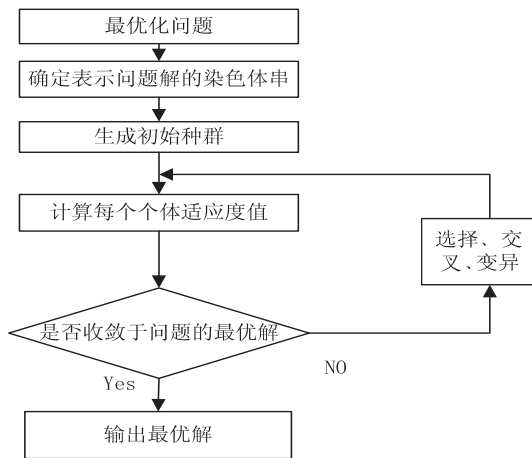 最优化问题
确定表示问题解的染色体串
生成初始种群
计算每个个体适应度值
选择、交
叉、变异
是否收敛于问题的最优解
NO
Yes
输出最优解